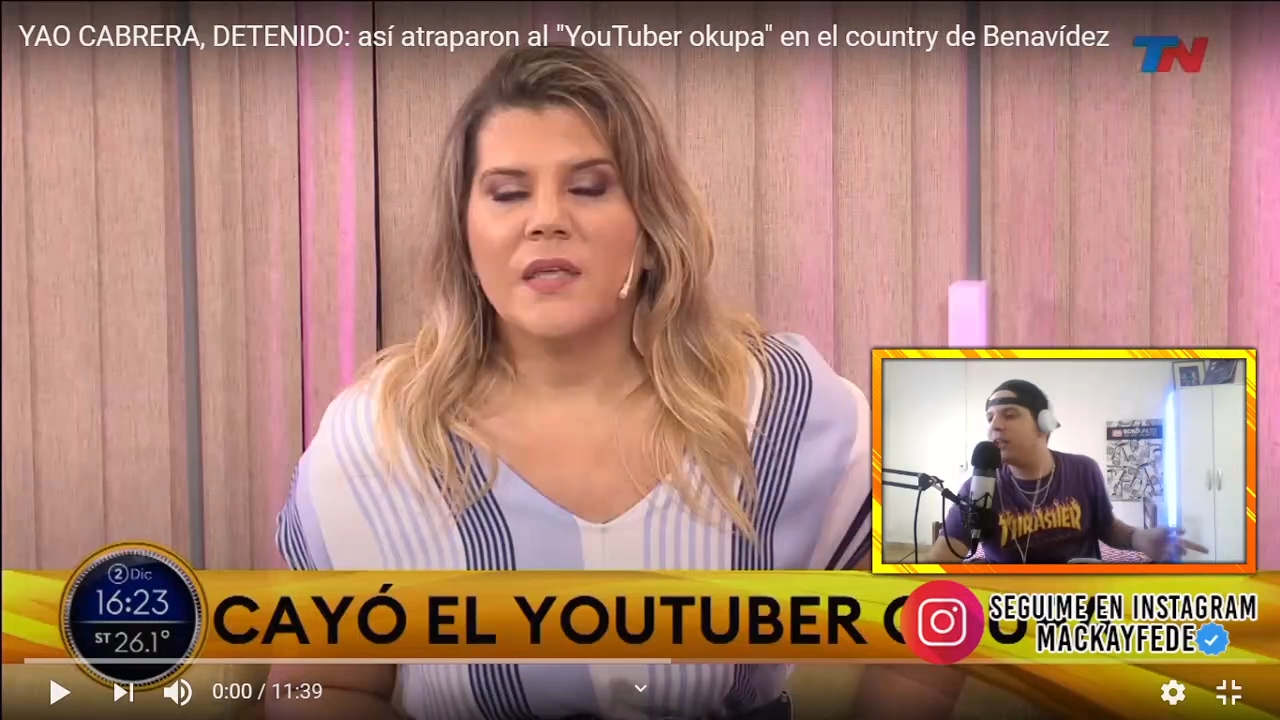 YAO CABRERA, DETENIDO: así atraparon al "YouTuber okupa" en el country de Benavídez
TN
THRASHER
2 Dic
16:23
ST 26.1°
CAYÓ EL YOUTUBER
SEGUIME EN INSTAGRAM
MACKAYFEDE
0:00 / 11:39